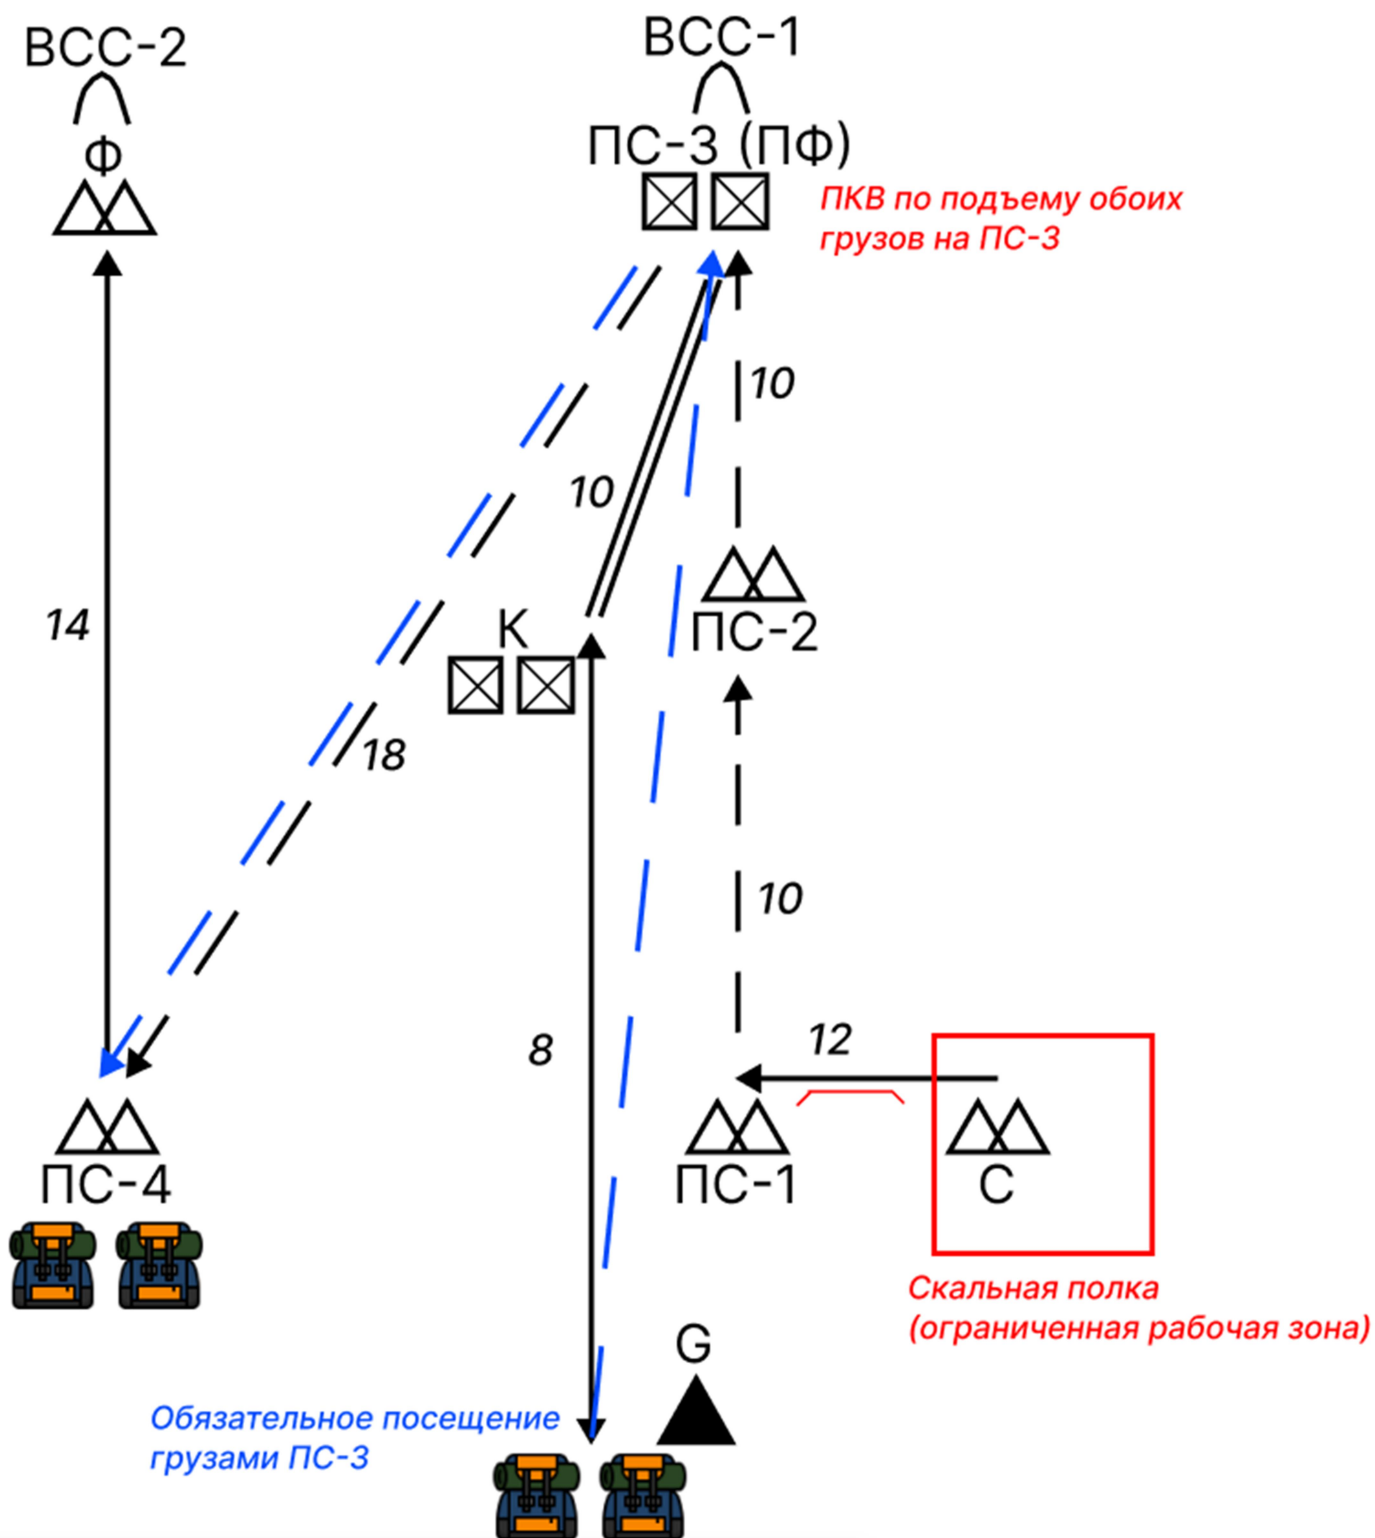 ВСС-2
ВСС-1
Ф
ПС-3 (ПФ)
ПКВ по подъему обоих
грузов на ПС-3
10
10
14
К
ПС-2
18
10
8
12
ПС-4
ПС-1
С
Скальная полка
(ограниченная рабочая зона)
G
Обязательное посещение
грузами ПС-3